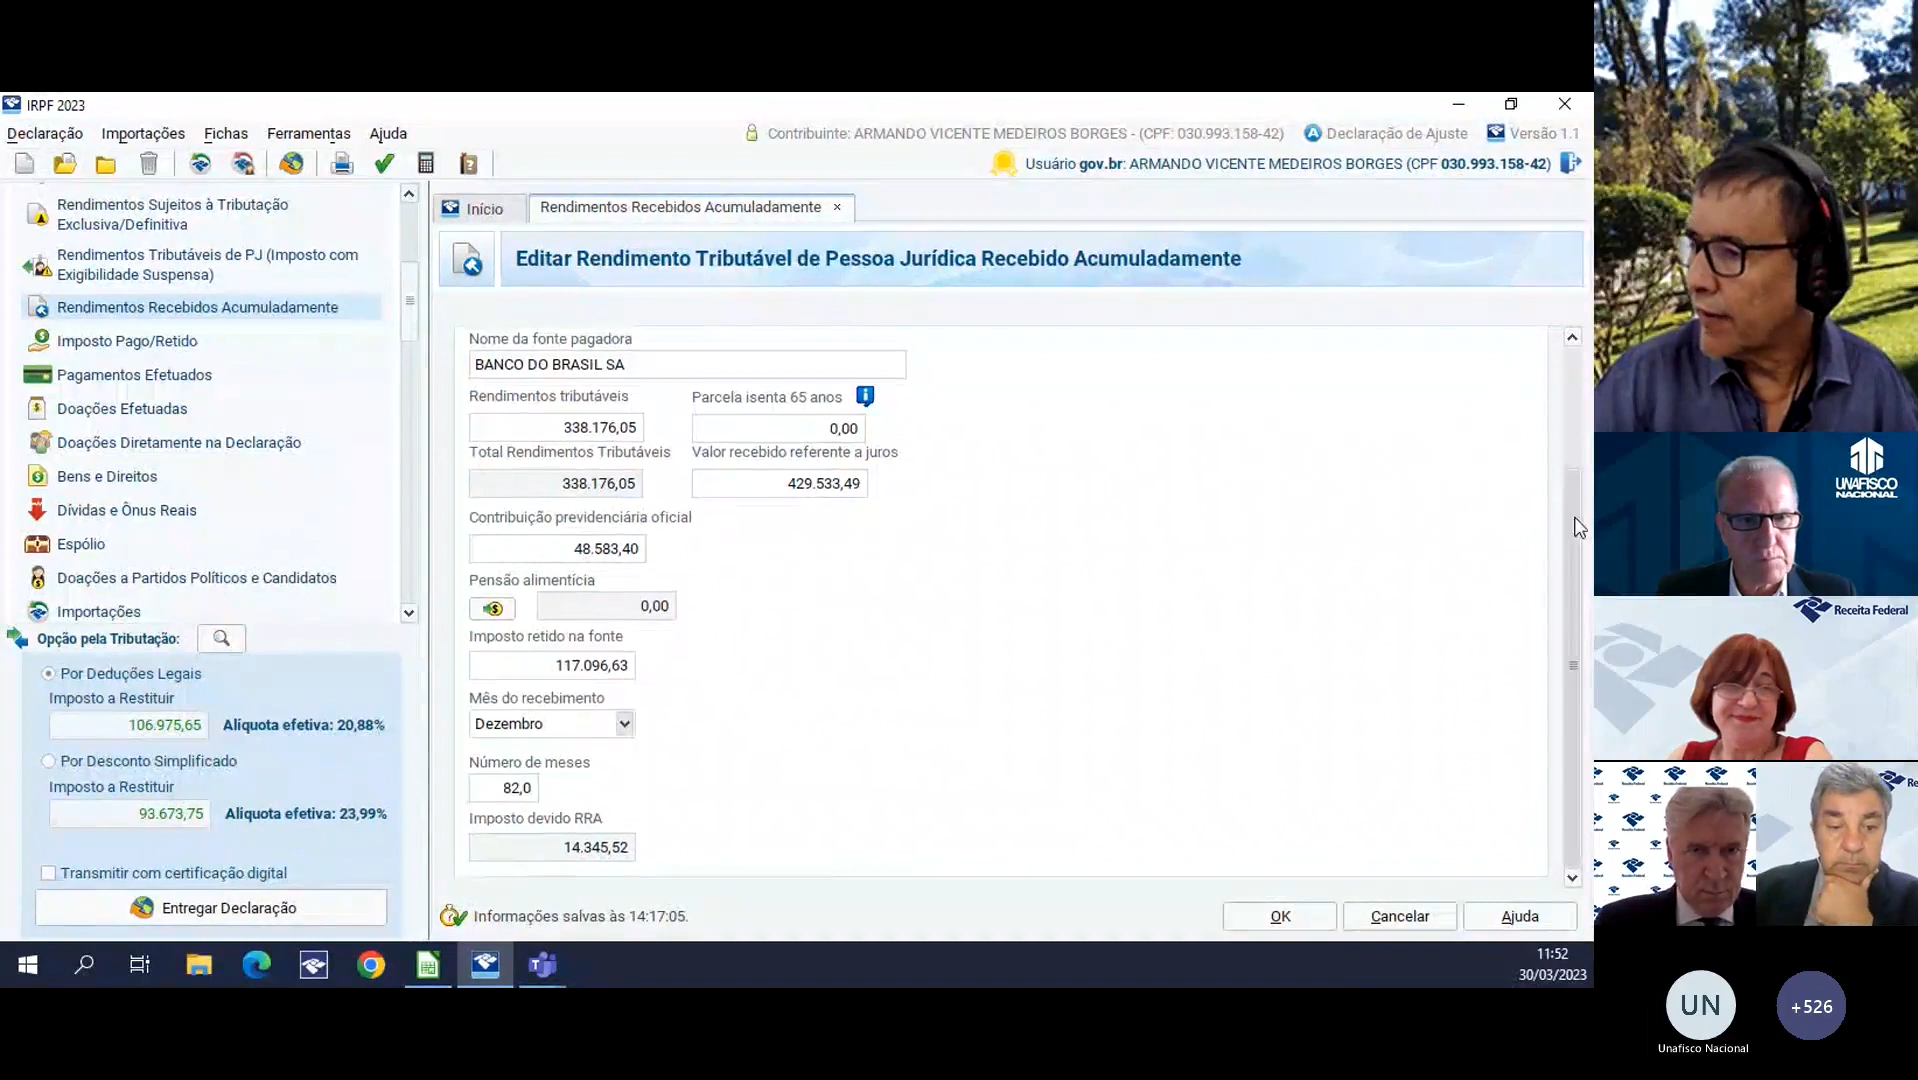 IRPF 2023
Declaração Importações Fichas Ferramentas Ajuda
Contribuinte: ARMANDO VICENTE MEDEIROS BORGES - (CPF: 030.993.158-42) Declaração de Ajuste Versão 1.1
Usuário gov.br: ARMANDO VICENTE MEDEIROS BORGES (CPF 030.993.158-42)
Rendimentos Sujeitos à Tributação
Exclusiva/Definitiva
Rendimentos Tributáveis de PJ (Imposto com
Exigibilidade Suspensa)
Rendimentos Recebidos Acumuladamente
Imposto Pago/Retido
Pagamentos Efetuados
Doações Efetuadas
Doações Diretamente na Declaração
Bens e Direitos
Dívidas e Ônus Reais
Espólio
Doações a Partidos Políticos e Candidatos
Importações
Opção pela Tributação:
Por Deduções Legais
Imposto a Restituir
106.975,65 Alíquota efetiva: 20,88%
Por Desconto Simplificado
Imposto a Restituir
93.673,75 Alíquota efetiva: 23,99%
Transmitir com certificação digital
Entregar Declaração
Início
Rendimentos Recebidos Acumuladamente ×
Editar Rendimento Tributável de Pessoa Jurídica Recebido Acumuladamente
Nome da fonte pagadora
BANCO DO BRASIL SA
Rendimentos tributáveis Parcela isenta 65 anos
338.176,05 0,00
Total Rendimentos Tributáveis Valor recebido referente a juros
338.176,05 429.533,49
Contribuição previdenciária oficial
48.583,40
Pensão alimentícia
0,00
Imposto retido na fonte
117.096,63
Mês do recebimento
Dezembro
Número de meses
82,0
Imposto devido RRA
14.345,52
Informações salvas às 14:17:05.
OK Cancelar Ajuda
11:52
30/03/2023
UNAFISCO
NACIONAL
Receita Federal
Re
UN
+526
Unafisco Nacional